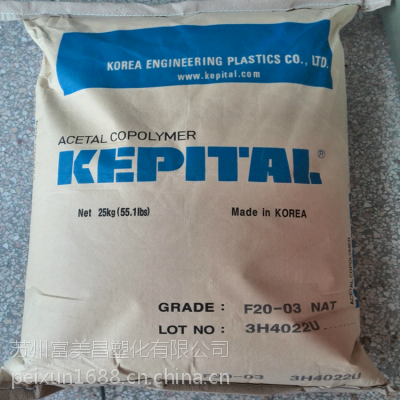 KOREA ENGINEERING PLASTICS CO., LTD.
www.kepital.com
ACETAL COPOLYMER
KEPITAL®
Net 25kg(55.1lbs) Made in KOREA
GRADE : F20-03 NAT
LOT NO : 3H4022U
苏州富美昌塑化有限公司
peixun1688.cn.china.cn
-03 3H4022U